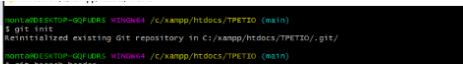 monta@DESKTOP-GQFUDRS MINGW64 /c/xampp/htdocs/TPETIO (main)
$ git init
Reinitialized existing Git repository in C:/xampp/htdocs/TPETIO/.git/
monta@DESKTOP-GQFUDRS MINGW64 /c/xampp/htdocs/TPETIO (main)